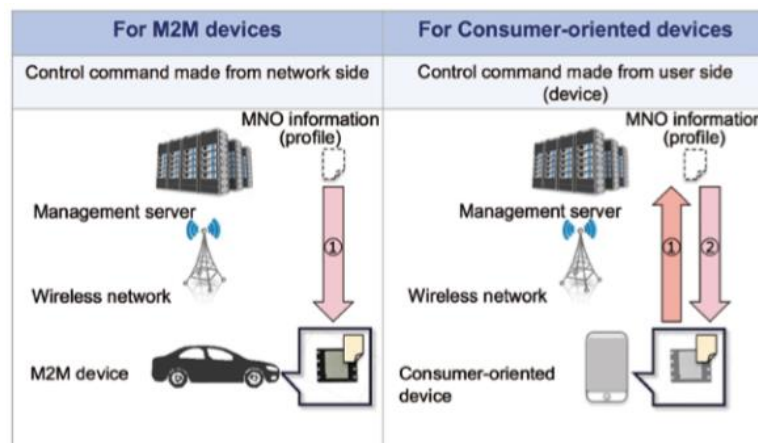 For M2M devices
For Consumer-oriented devices
Control command made from network side
Control command made from user side
(device)
MNO information
(profile)
Management server
①
Wireless network
M2M device
MNO information
(profile)
Management server
①
②
Wireless network
Consumer-oriented
device